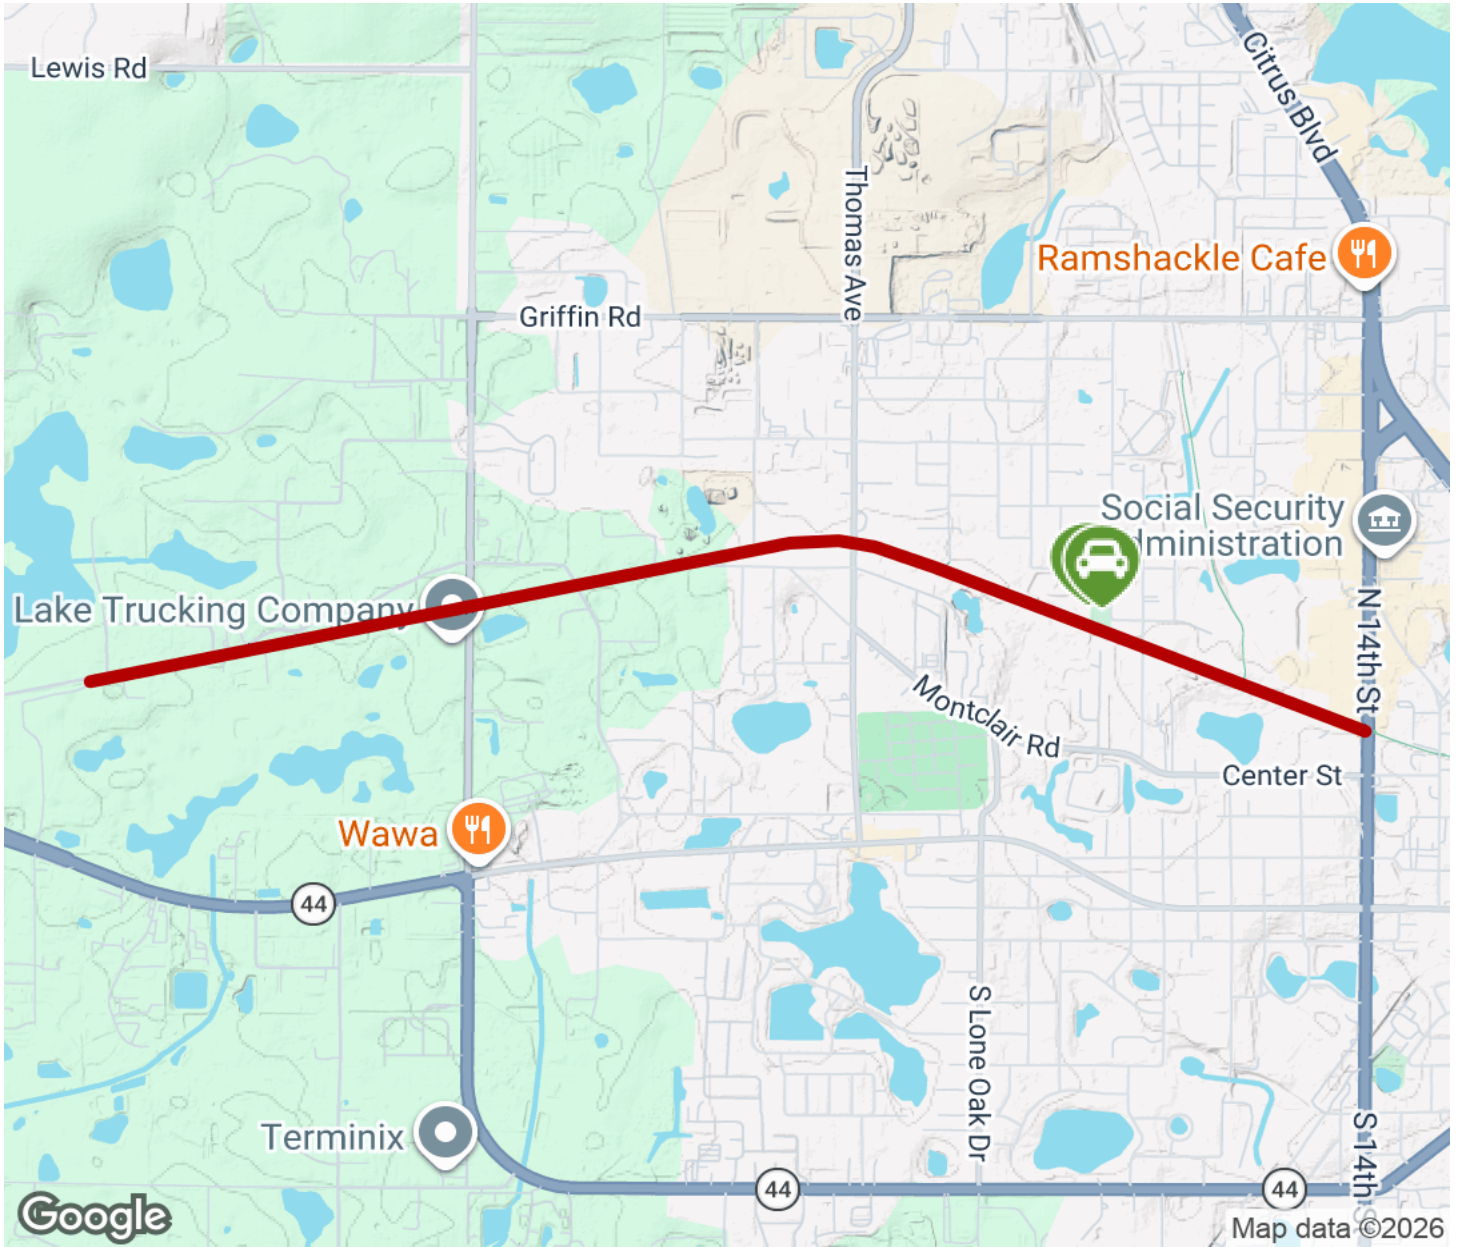 Lewis Rd
Citrus Blvd
Thomas Ave
Ramshackle Cafe
Griffin Rd
Social Security
dministration
Lake Trucking Company
N 14th St
Montclair Rd
Center St
Wawa
44
S Lone Oak Dr
Terminix
S 14th S
44
44
Google
Map data ©2026